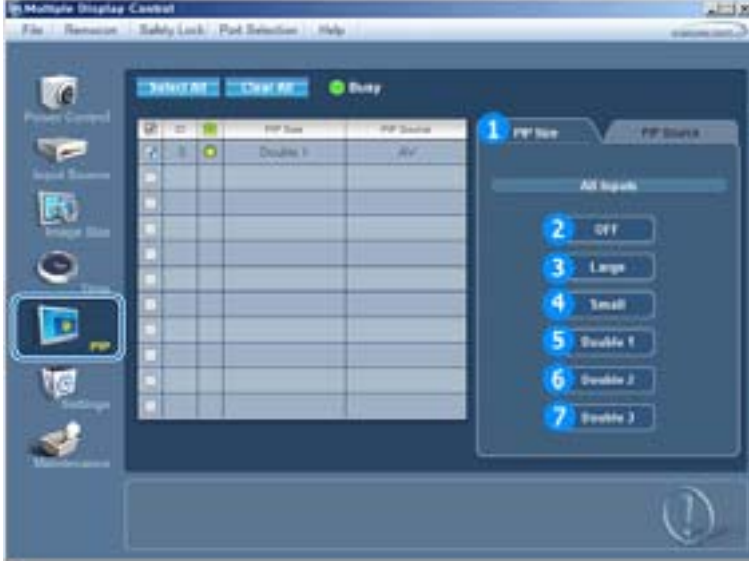 Multiple Display Control
File Remocon Safety Lock Port Selection Help
Select All Clear All Busy
ID PIP Size PIP Source
0 Double 1 AV
Power Control
Input Source
Image Size
Time
PIP
Settings
Maintenance
1 PIP Size PIP Source
All Inputs
2 OFF
3 Large
4 Small
5 Double 1
6 Double 2
7 Double 3